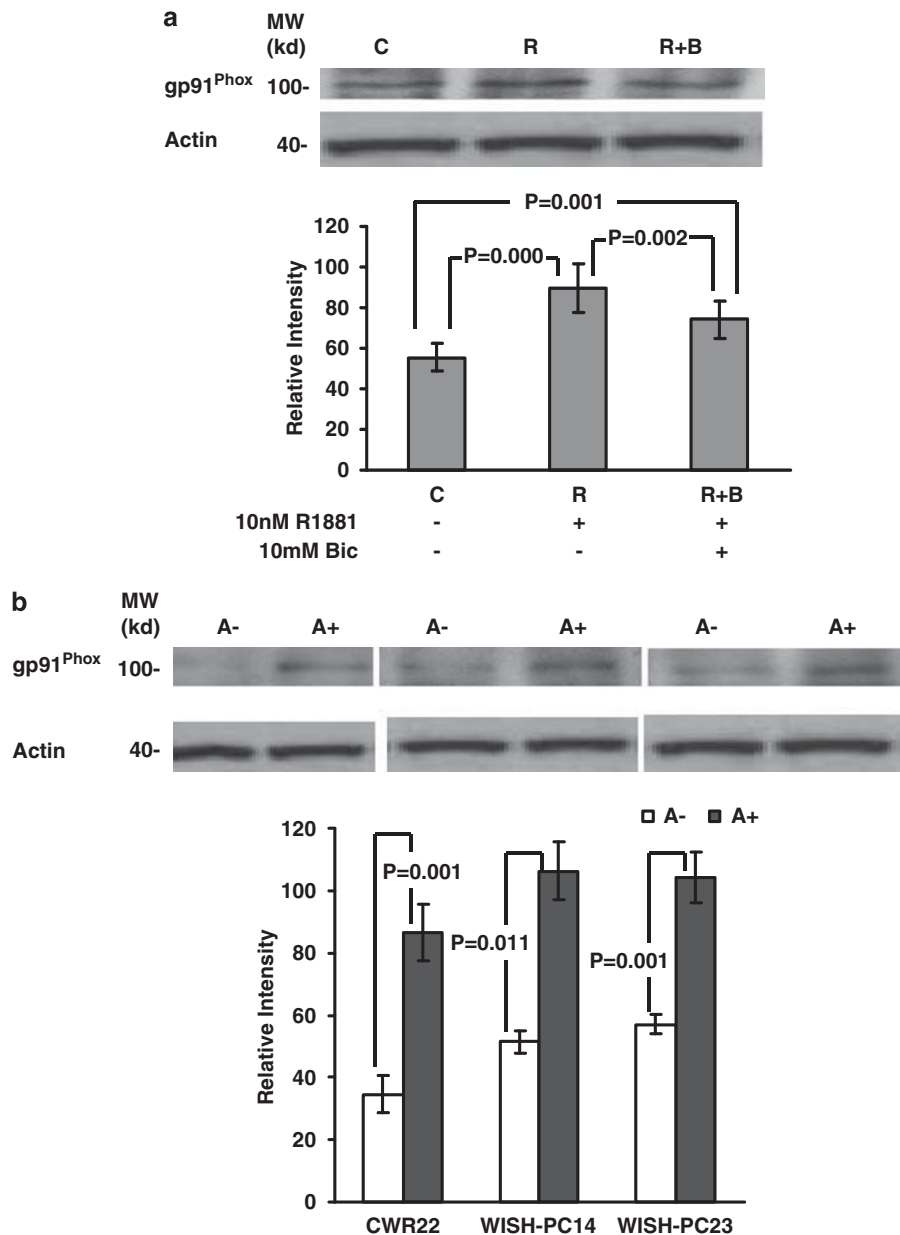 a
MW
(kd) C R R+B
gp91Phox 100-
Actin 40-
P=0.001
P=0.000 P=0.002
Relative Intensity
120
100
80
60
40
20
0
C R R+B
10nM R1881 - + +
10mM Bic - - +
b
MW
(kd) A- A+ A- A+ A- A+
gp91Phox 100-
Actin 40-
A- A+
P=0.001
P=0.011
P=0.001
Relative Intensity
120
100
80
60
40
20
0
CWR22 WISH-PC14 WISH-PC23